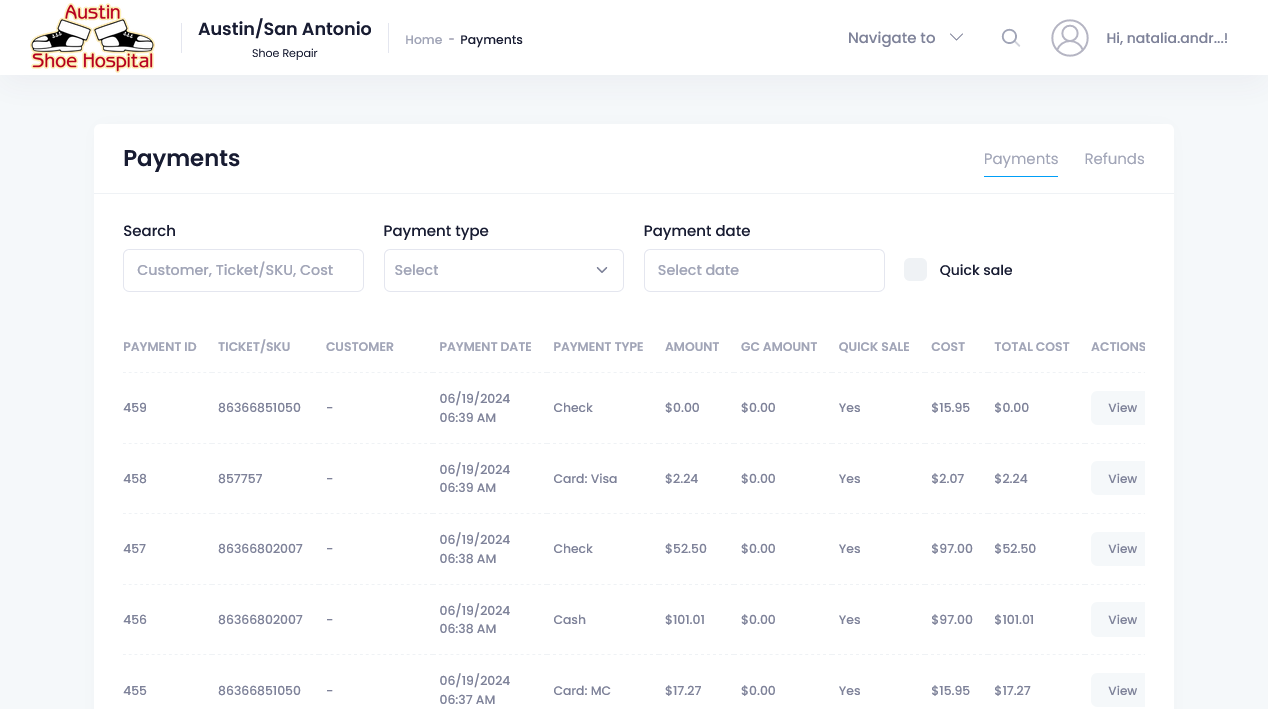 Austin
Shoe Hospital
Austin/San Antonio
Shoe Repair
Home - Payments
Navigate to
Hi, natalia.andr...!
Payments
Payments Refunds
Search Payment type Payment date
Customer, Ticket/SKU, Cost Select Select date Quick sale
PAYMENT ID TICKET/SKU CUSTOMER PAYMENT DATE PAYMENT TYPE AMOUNT GC AMOUNT QUICK SALE COST TOTAL COST ACTIONS
459 86366851050 - 06/19/2024 06:39 AM Check $0.00 $0.00 Yes $15.95 $0.00 View
458 857757 - 06/19/2024 06:39 AM Card: Visa $2.24 $0.00 Yes $2.07 $2.24 View
457 86366802007 - 06/19/2024 06:38 AM Check $52.50 $0.00 Yes $97.00 $52.50 View
456 86366802007 - 06/19/2024 06:38 AM Cash $101.01 $0.00 Yes $97.00 $101.01 View
455 86366851050 - 06/19/2024 06:37 AM Card: MC $17.27 $0.00 Yes $15.95 $17.27 View